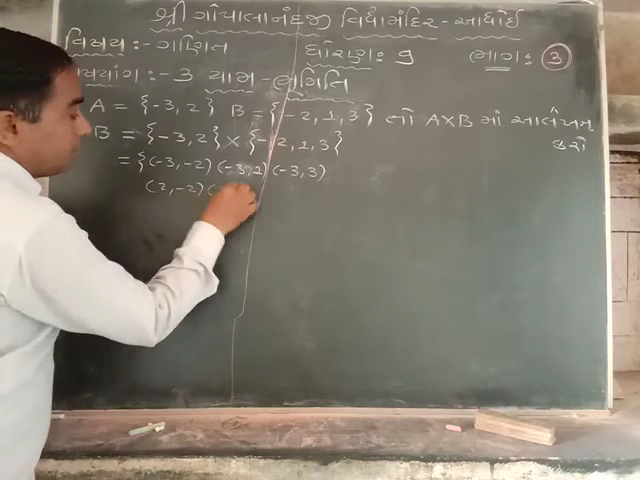 શ્રી ગોપાલાનંદજી વિદ્યામંદિર - આધોઈ
વિષય :- ગણિત ધોરણ : 9 ભાગ : 3
:- 3 યામ - ભૂમિતિ
A = {-3, 2} B = {-2, 1, 3} તો A×B માં આલેખન કરો
B = {-3, 2} × {-2, 1, 3}
= {(-3, -2) (-3, 1) (-3, 3)
(2, -2) (